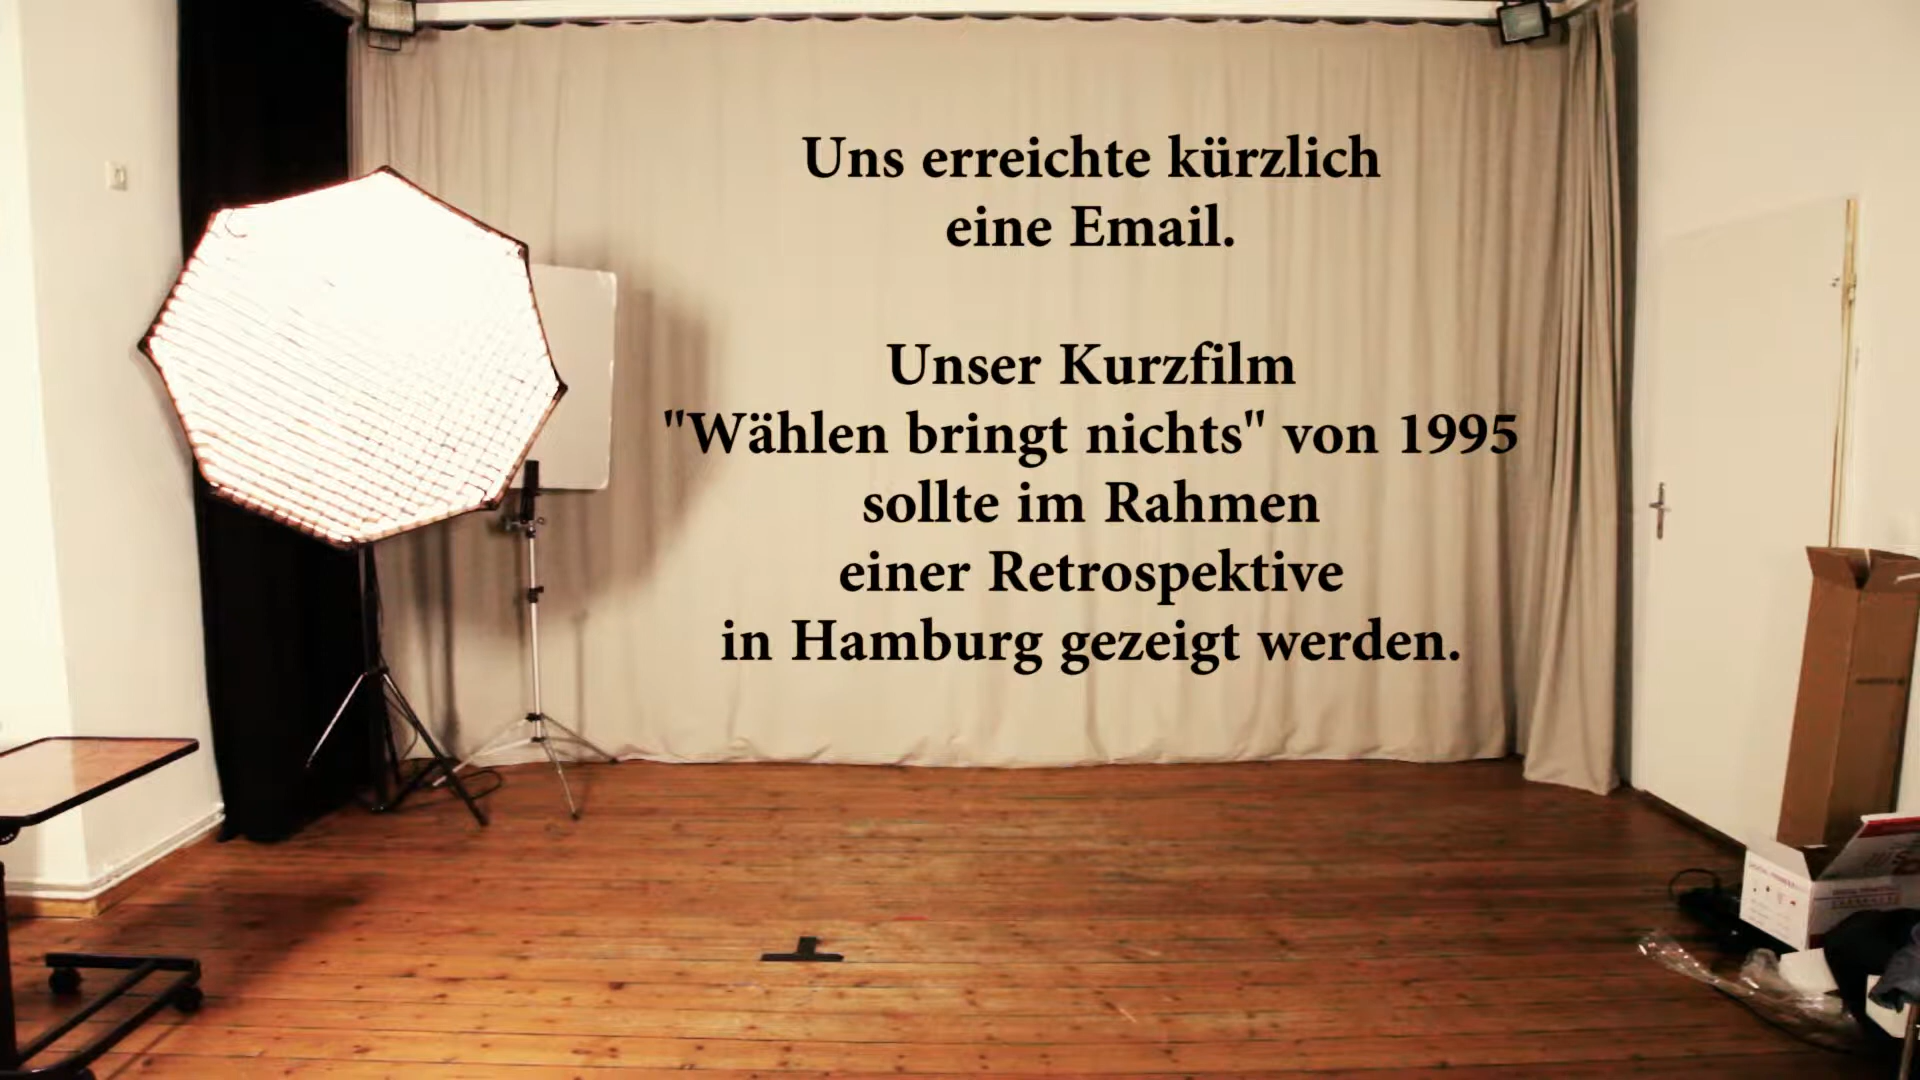 Uns erreichte kürzlich
eine Email.
Unser Kurzfilm
"Wählen bringt nichts" von 1995
sollte im Rahmen
einer Retrospektive
in Hamburg gezeigt werden.